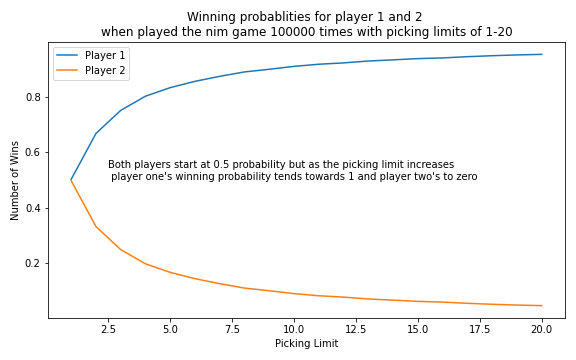 Winning probablities for player 1 and 2
when played the nim game 100000 times with picking limits of 1-20
Player 1
Player 2
Both players start at 0.5 probability but as the picking limit increases
player one's winning probability tends towards 1 and player two's to zero
Number of Wins
0.8
0.6
0.4
0.2
2.5 5.0 7.5 10.0 12.5 15.0 17.5 20.0
Picking Limit